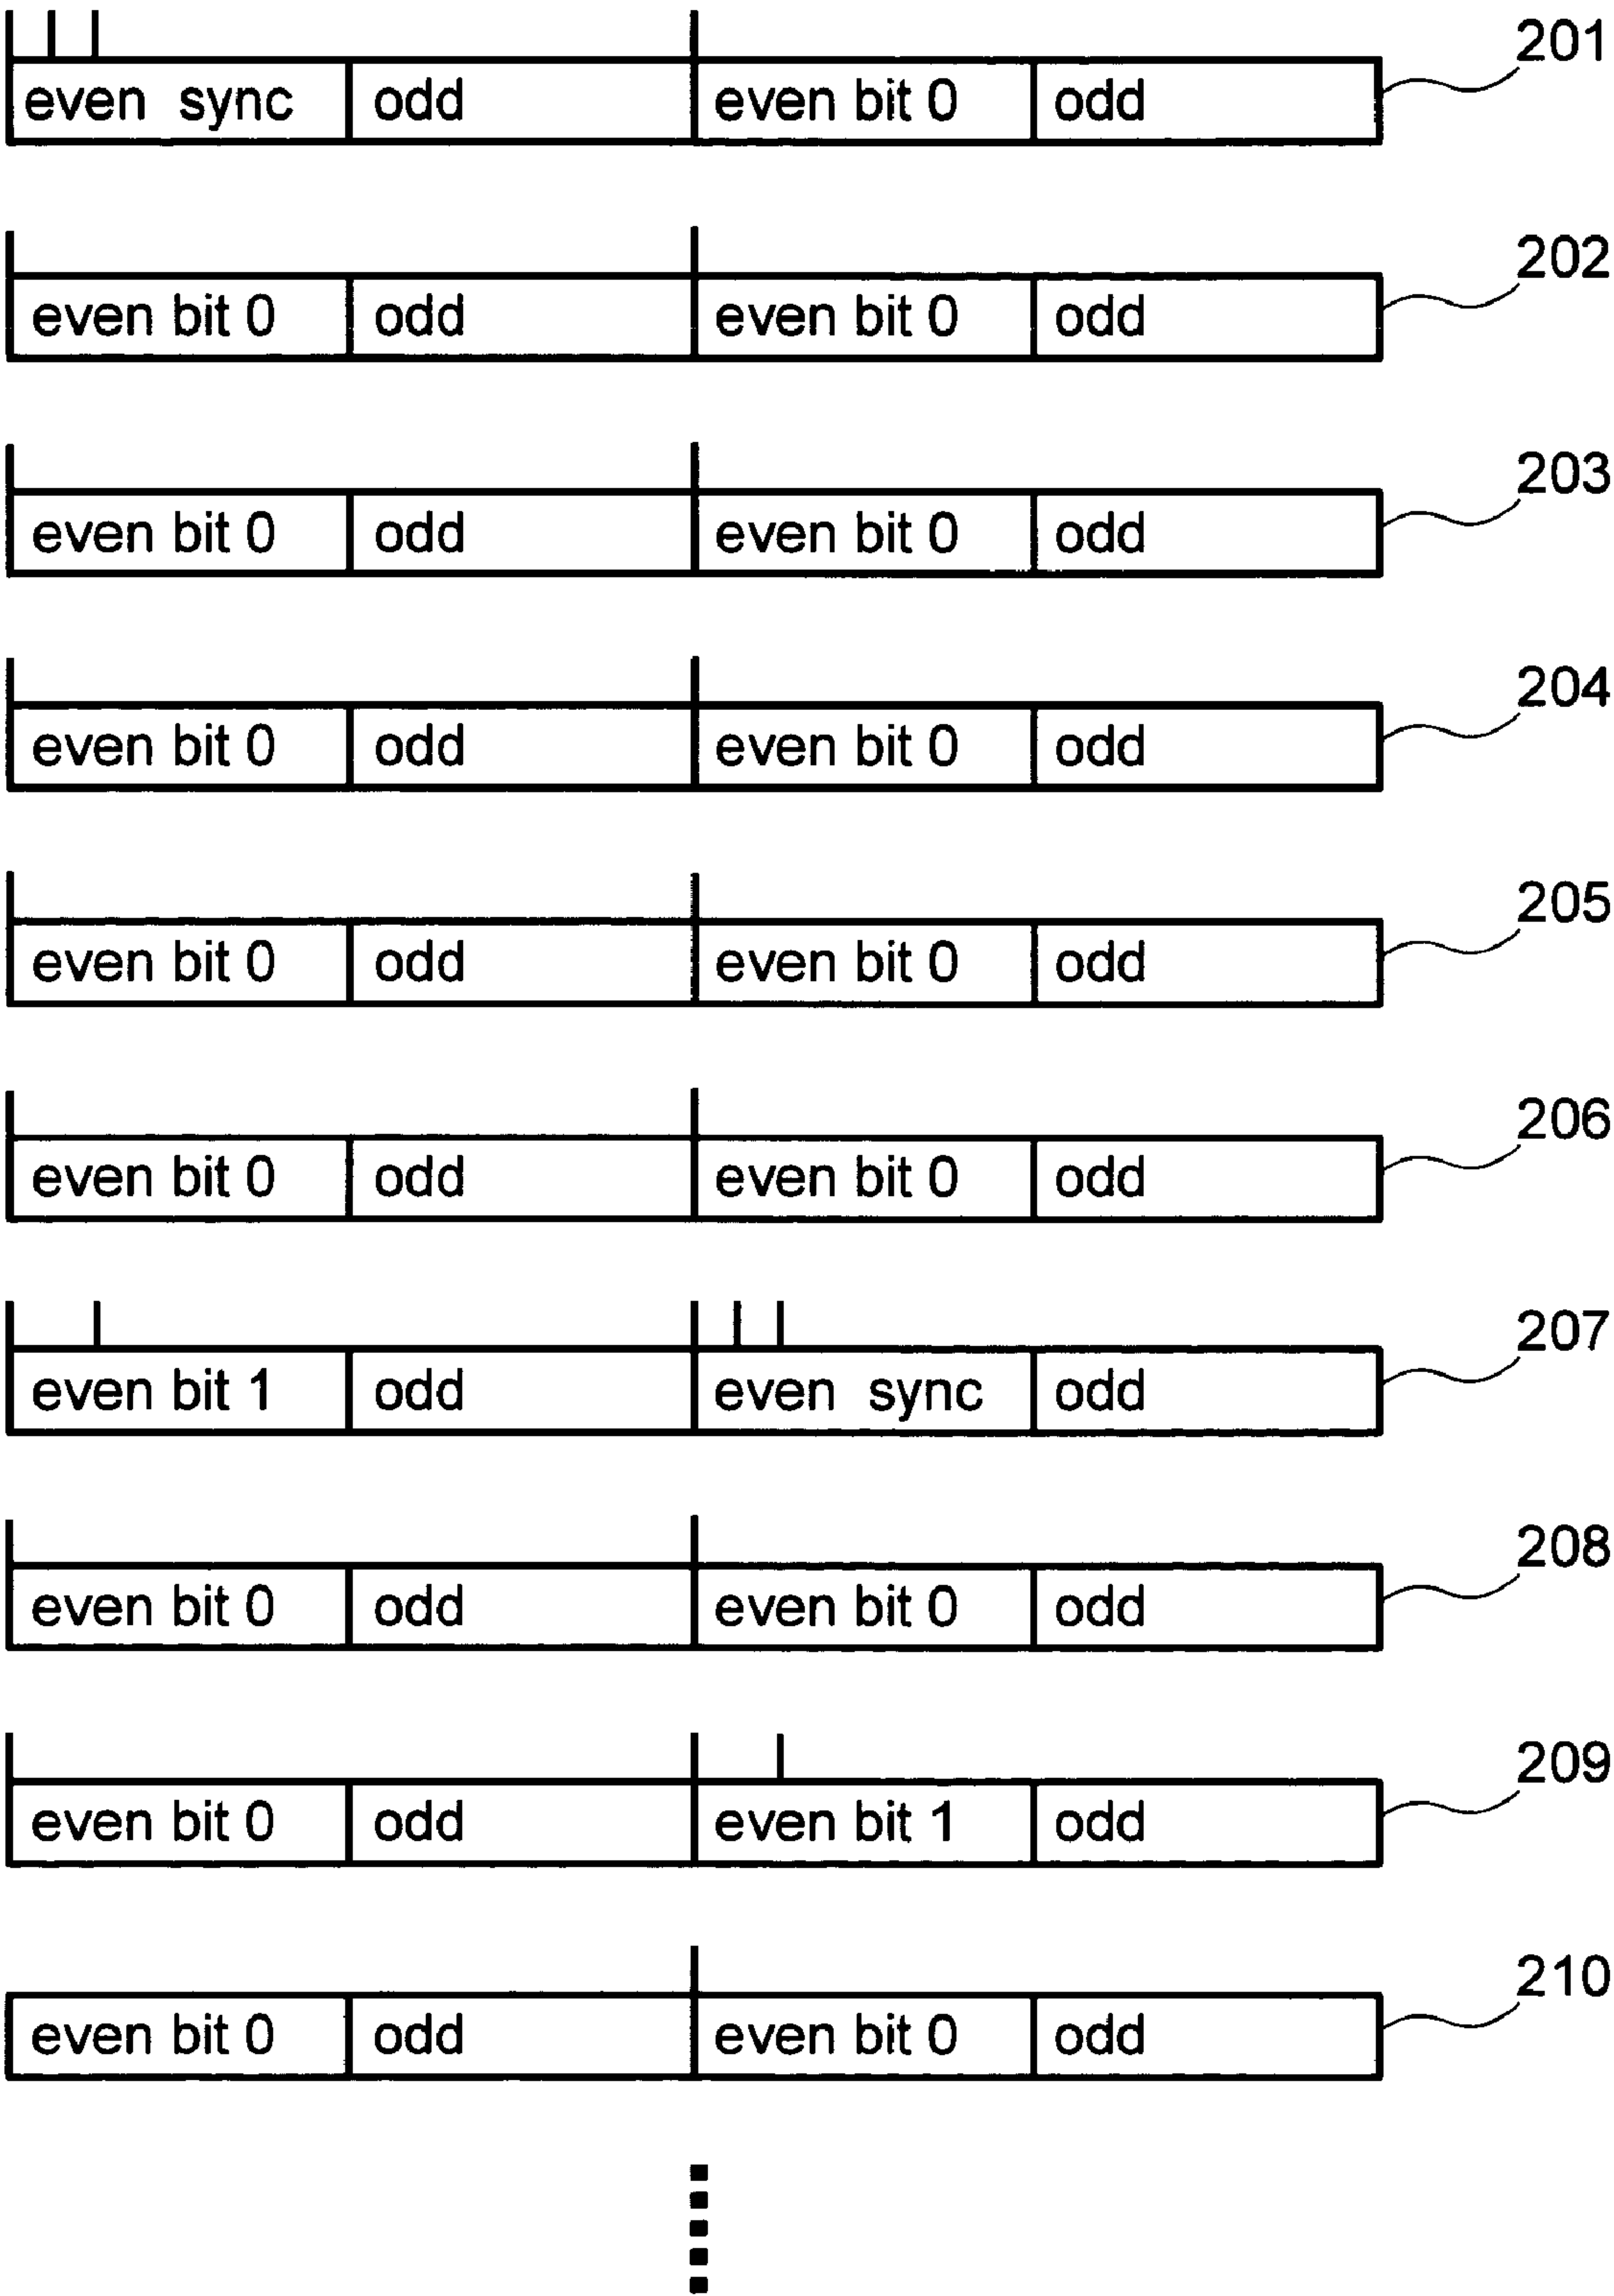 201
even sync odd even bit 0 odd
202
even bit 0 odd even bit 0 odd
203
even bit 0 odd even bit 0 odd
204
even bit 0 odd even bit 0 odd
205
even bit 0 odd even bit 0 odd
206
even bit 0 odd even bit 0 odd
207
even bit 1 odd even sync odd
208
even bit 0 odd even bit 0 odd
209
even bit 0 odd even bit 1 odd
210
even bit 0 odd even bit 0 odd